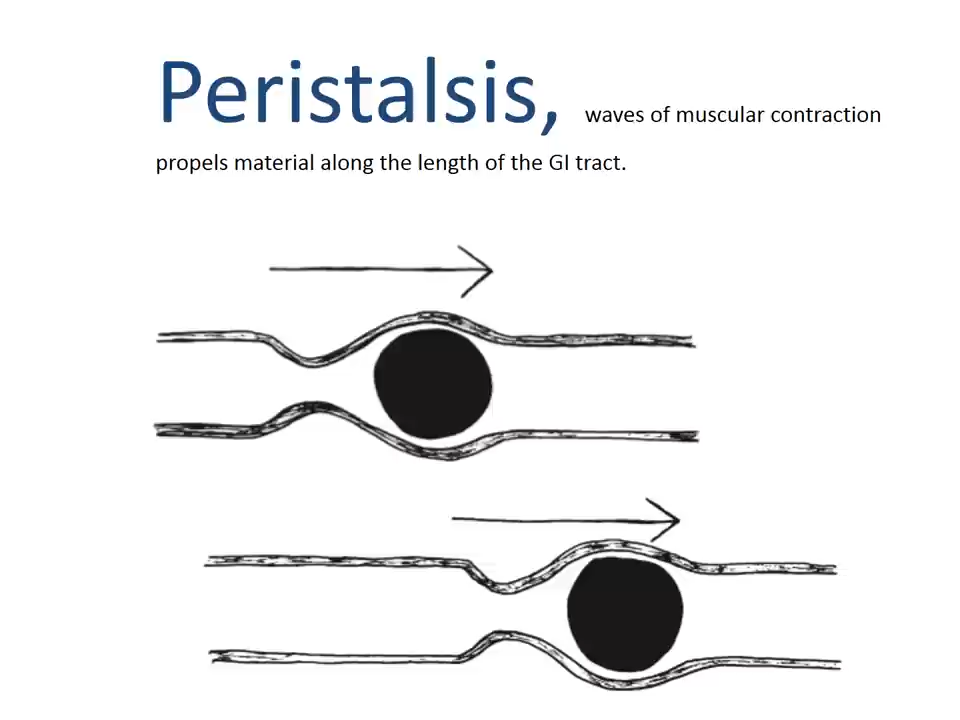 Peristalsis, waves of muscular contraction
propels material along the length of the GI tract.